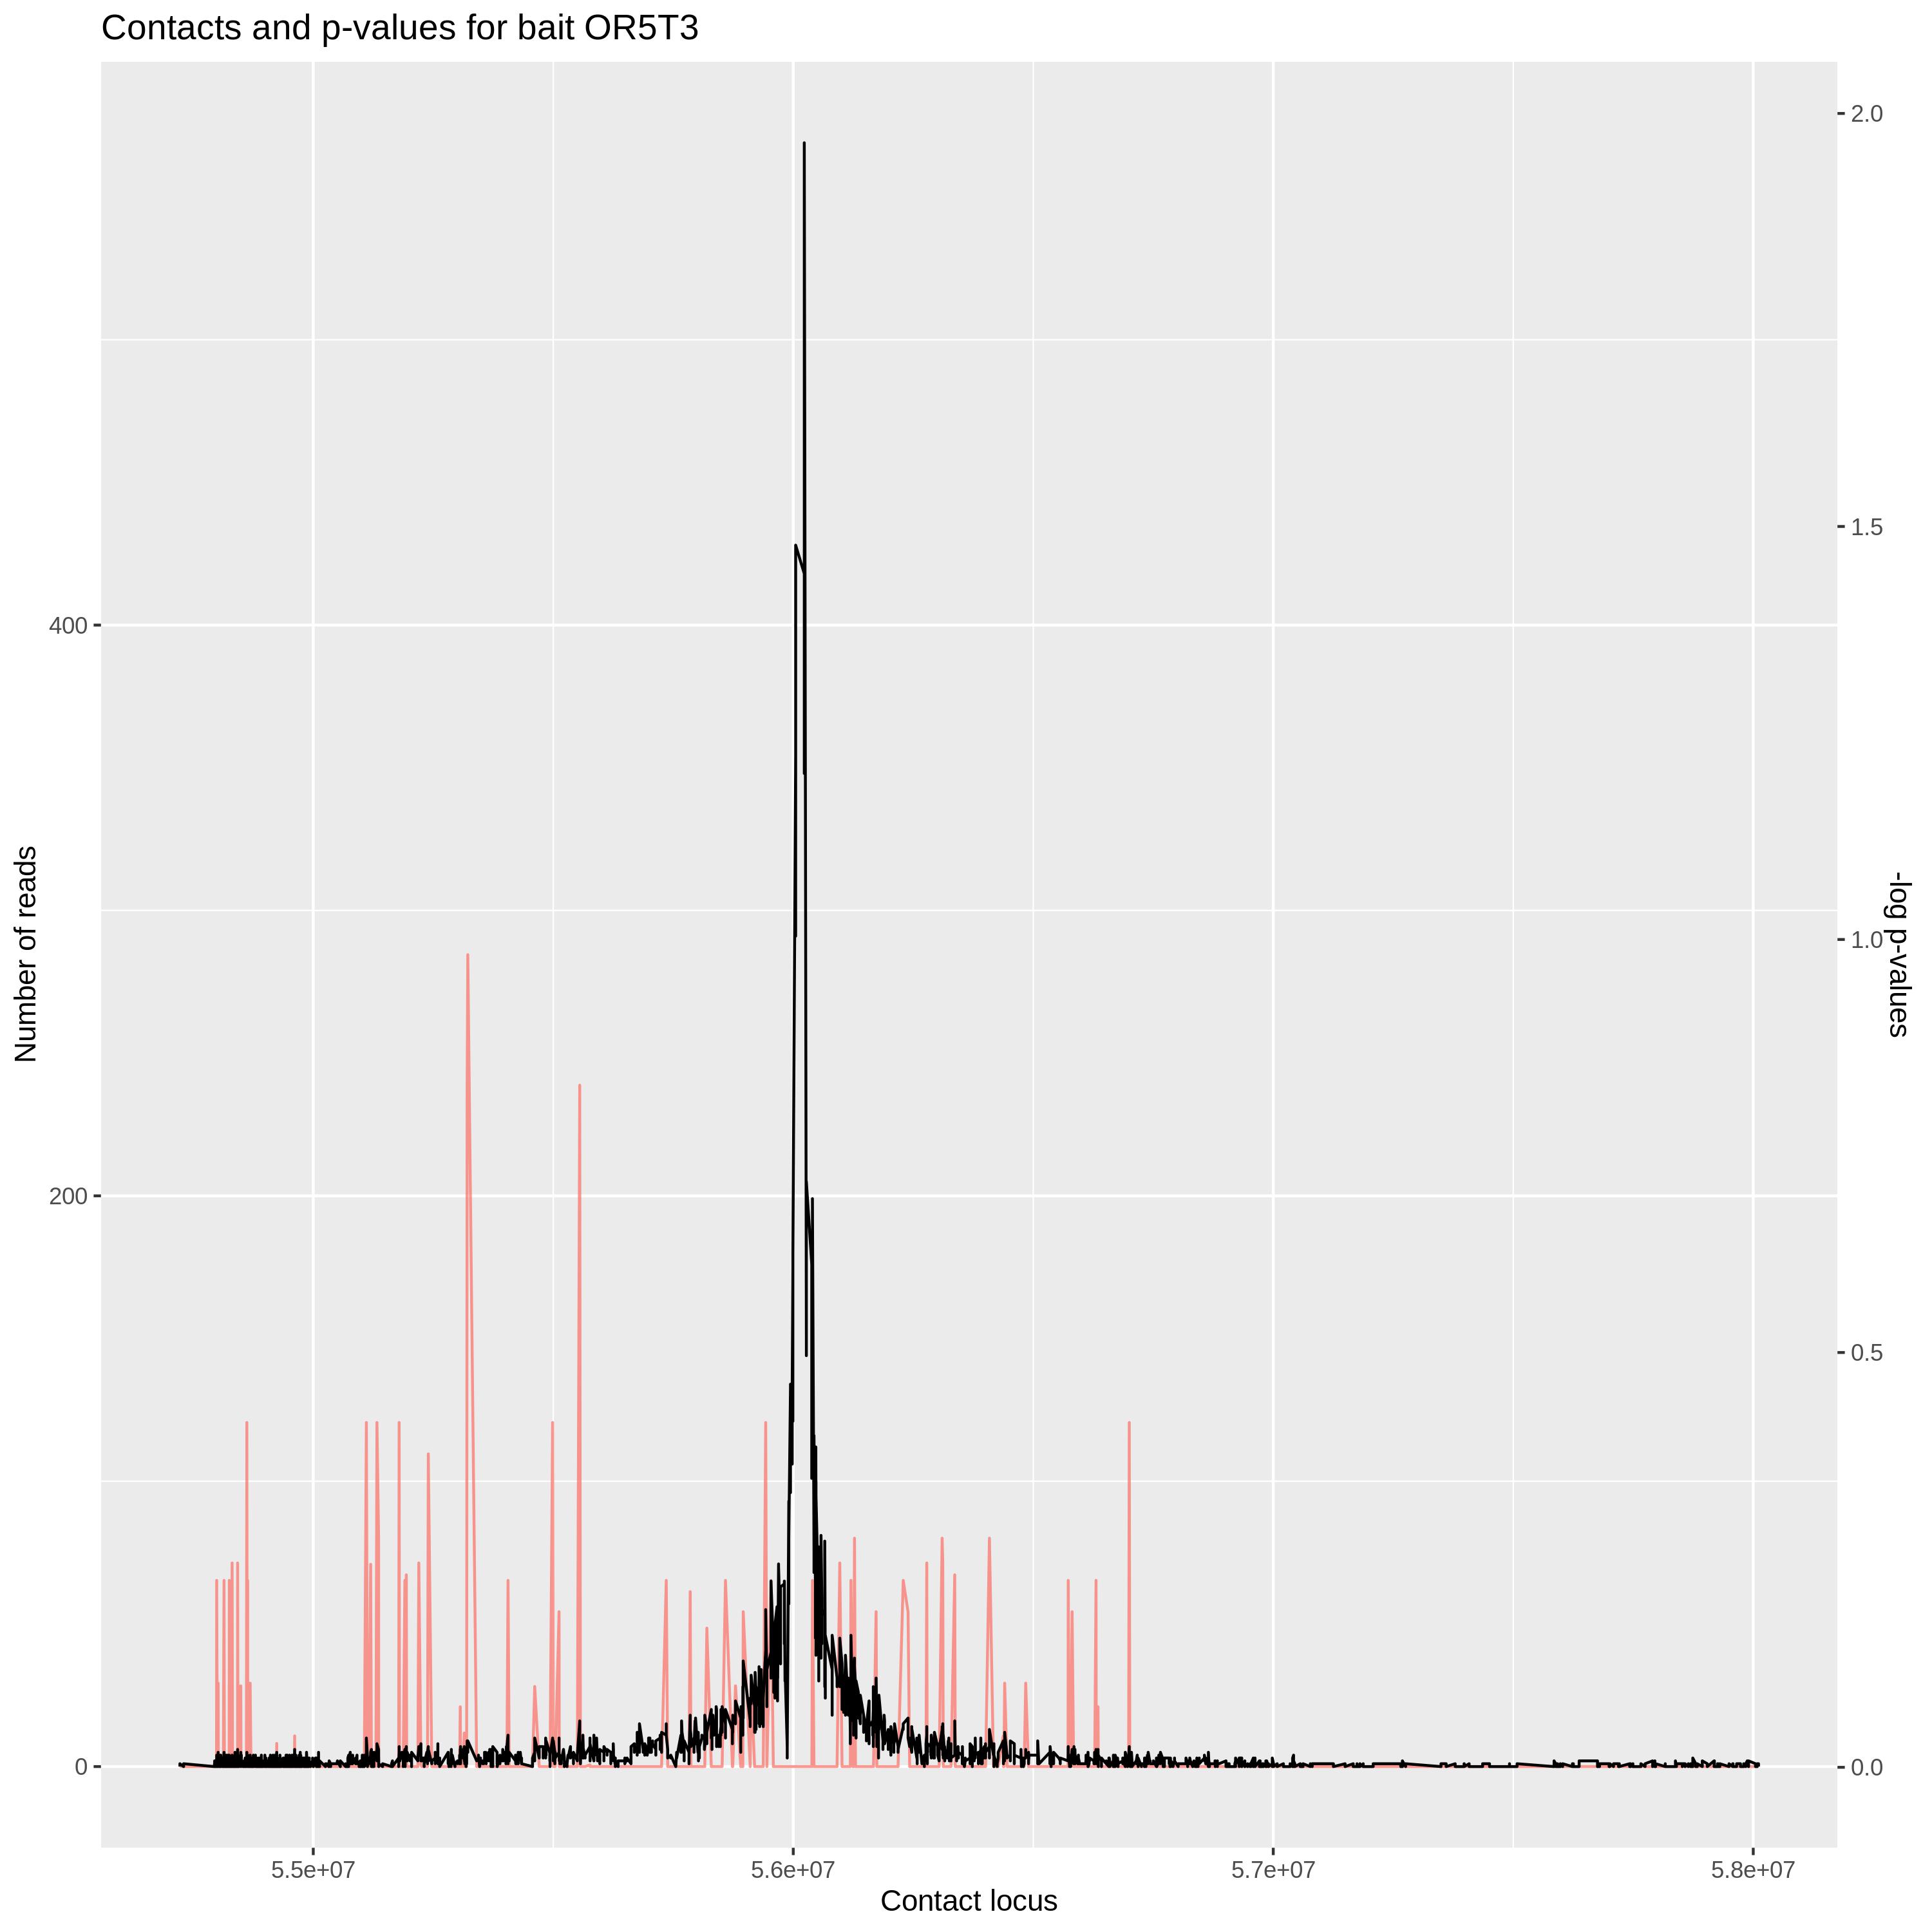 Contacts and p-values for bait OR5T3
Number of reads
400
200
0
2.0
1.5
1.0
0.5
0.0
-log p-values
5.5e+07 5.6e+07 5.7e+07 5.8e+07
Contact locus